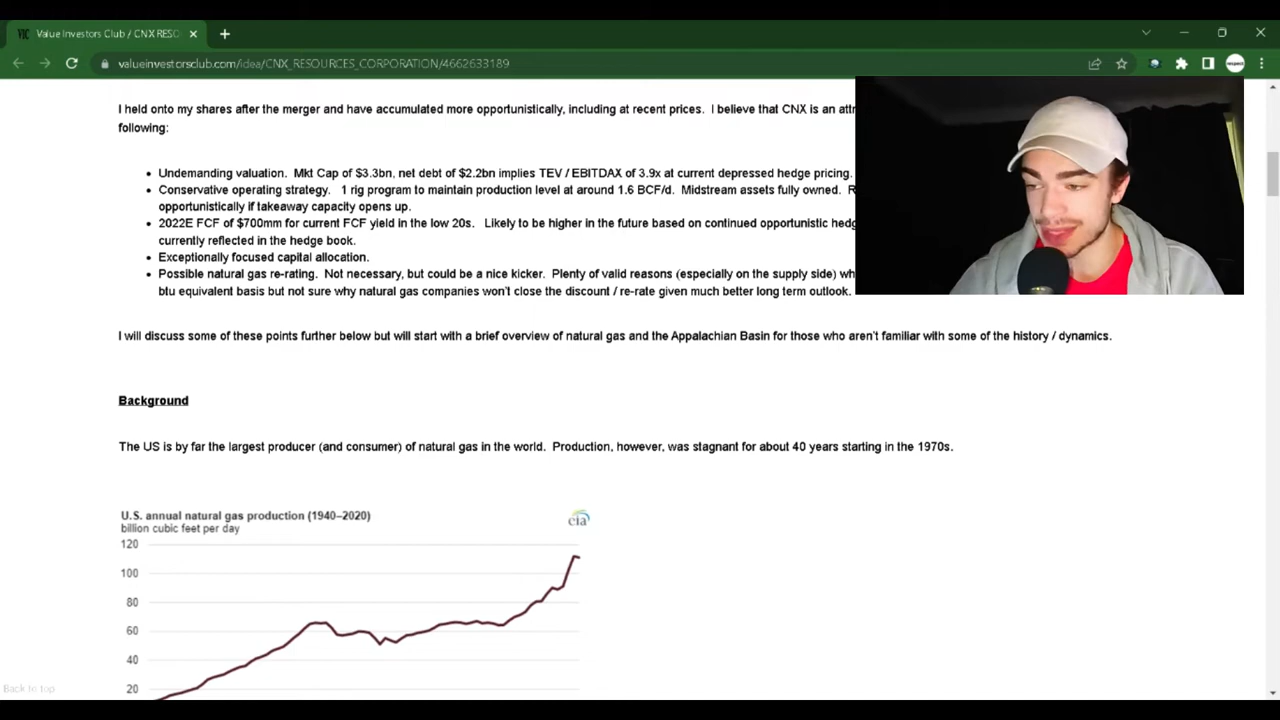 Value Investors Club / CNX RESO
valueinvestorsclub.com/idea/CNX_RESOURCES_CORPORATION/4662633189
I held onto my shares after the merger and have accumulated more opportunistically, including at recent prices. I believe that CNX is an
following:
Undemanding valuation. Mkt Cap of $3.3bn, net debt of $2.2bn implies TEV / EBITDAX of 3.9x at current depressed hedge pricing.
Conservative operating strategy. 1 rig program to maintain production level at around 1.6 BCF/d. Midstream assets fully owned.
opportunistically if takeaway capacity opens up.
2022E FCF of $700mm for current FCF yield in the low 20s. Likely to be higher in the future based on continued opportunistic
currently reflected in the hedge book.
Exceptionally focused capital allocation.
Possible natural gas re-rating. Not necessary, but could be a nice kicker. Plenty of valid reasons (especially on the supply side)
btu equivalent basis but not sure why natural gas companies won't close the discount / re-rate given much better long term outlook.
I will discuss some of these points further below but will start with a brief overview of natural gas and the Appalachian Basin for those who aren't familiar with some of the history / dynamics.
Background
The US is by far the largest producer (and consumer) of natural gas in the world. Production, however, was stagnant for about 40 years starting in the 1970s.
U.S. annual natural gas production (1940–2020)
eia
billion cubic feet per day
120
100
80
60
40
20
Back to top